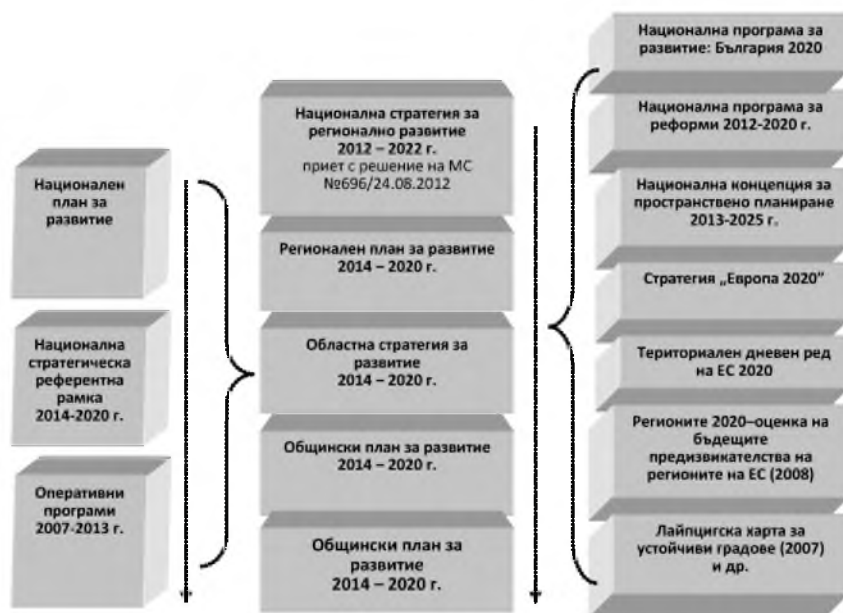 Национален
план за
развитие
Национална
стратегическа
референтна
рамка
2014-2020 г.
Оперативни
програми
2007-2013 г.
Национална стратегия за
регионално развитие
2012 – 2022 г.
приет с решение на МС
№696/24.08.2012
Регионален план за развитие
2014 – 2020 г.
Областна стратегия за
развитие
2014 – 2020 г.
Общински план за развитие
2014 – 2020 г.
Общински план за
развитие
2014 – 2020 г.
Национална програма за
развитие: България 2020
Национална програма за
реформи 2012-2020 г.
Национална концепция за
пространствено планиране
2013-2025 г.
Стратегия „Европа 2020”
Териториален дневен ред
на ЕС 2020
Регионите 2020–оценка на
бъдещите
предизвикателства на
регионите на ЕС (2008)
Лайпцигска харта за
устойчиви градове (2007)
и др.